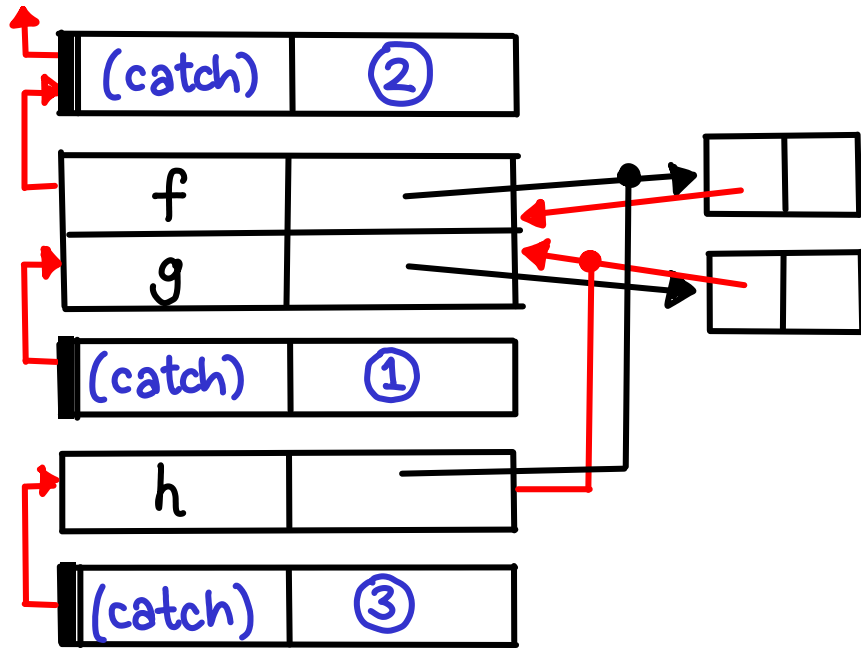 (catch) ②
f
g
(catch) ①
h
(catch) ③